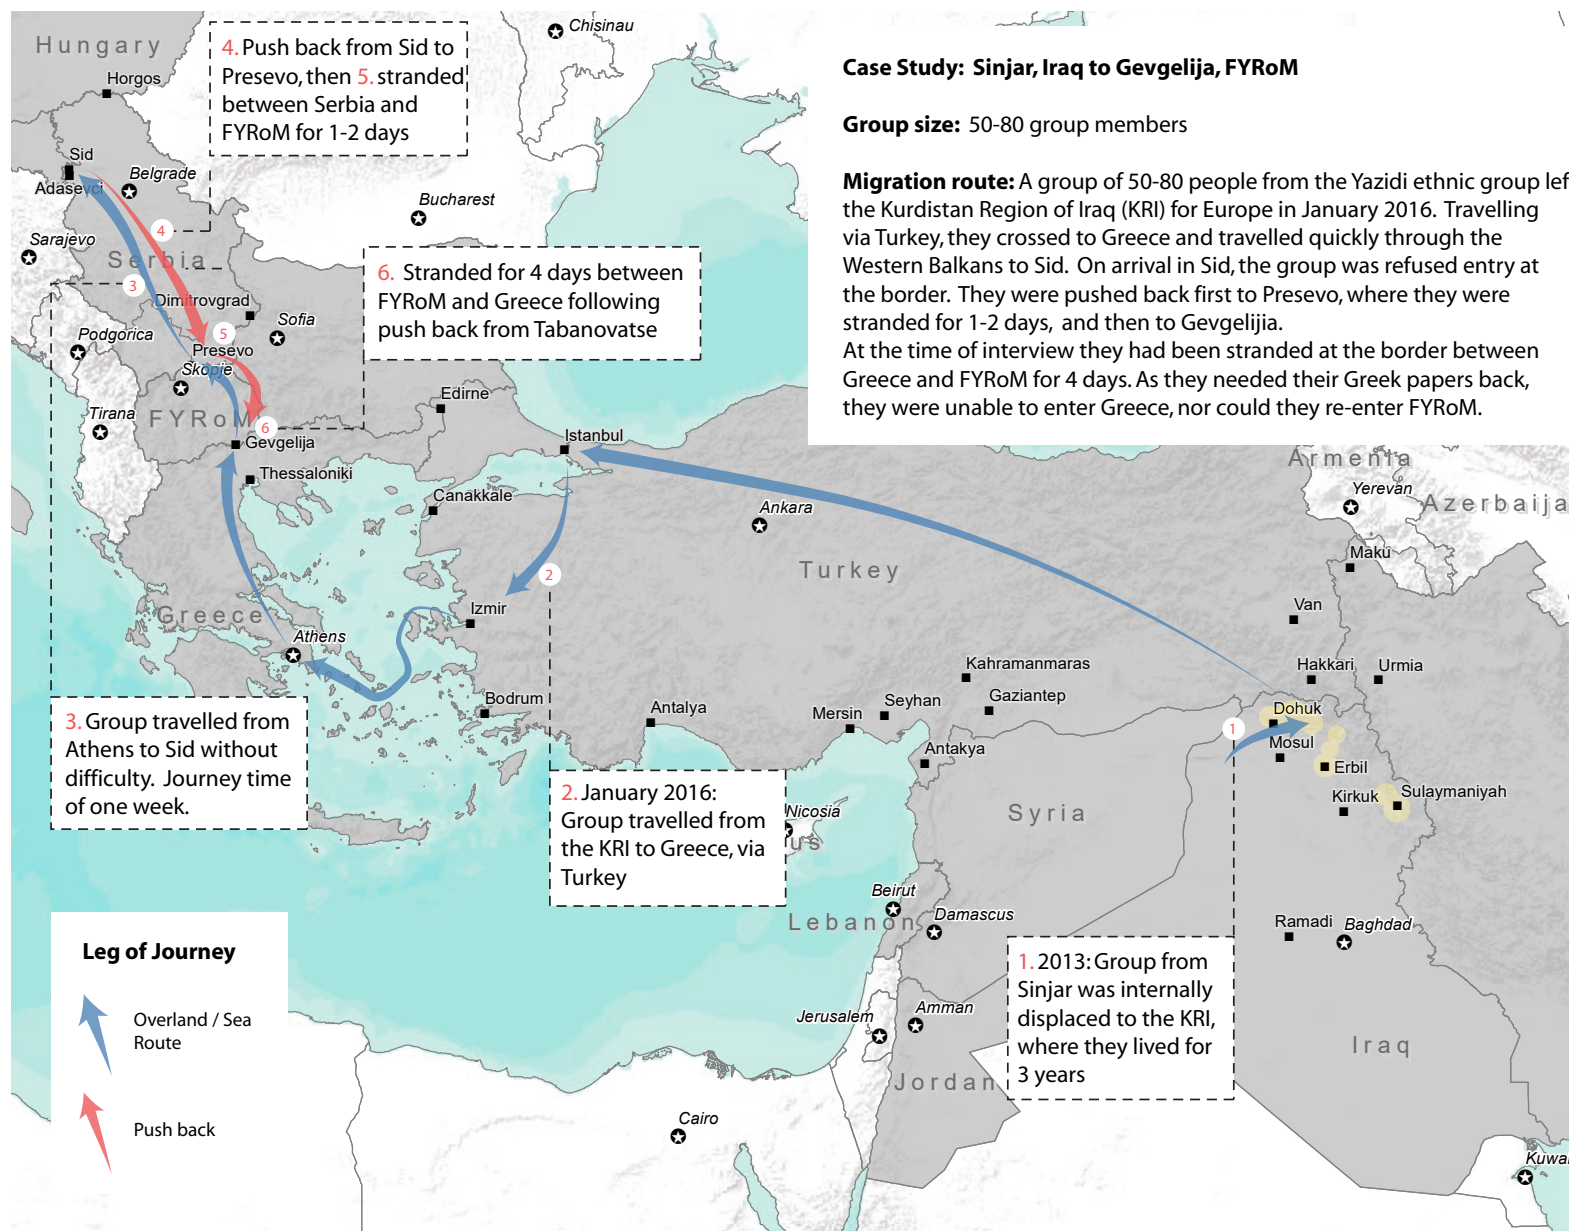 Case Study: Sinjar, Iraq to Gevgelija, FYRoM
Group size: 50-80 group members
Migration route: A group of 50-80 people from the Yazidi ethnic group lef
the Kurdistan Region of Iraq (KRI) for Europe in January 2016. Travelling
via Turkey, they crossed to Greece and travelled quickly through the
Western Balkans to Sid. On arrival in Sid, the group was refused entry at
the border. They were pushed back first to Presevo, where they were
stranded for 1-2 days, and then to Gevgelijia.
At the time of interview they had been stranded at the border between
Greece and FYRoM for 4 days. As they needed their Greek papers back,
they were unable to enter Greece, nor could they re-enter FYRoM.
4. Push back from Sid to
Presevo, then 5. stranded
between Serbia and
FYRoM for 1-2 days
6. Stranded for 4 days between
FYRoM and Greece following
push back from Tabanovatse
3. Group travelled from
Athens to Sid without
difficulty. Journey time
of one week.
2. January 2016:
Group travelled from
the KRI to Greece, via
Turkey
1. 2013: Group from
Sinjar was internally
displaced to the KRI,
where they lived for
3 years
Leg of Journey
Overland / Sea
Route
Push back
Hungary
Horgos
Chisinau
Sid
Adasevci
Belgrade
Bucharest
Sarajevo
4
Serbia
3
Dimitrovgrad
Sofia
Podgorica
5
Presevo
Skopje
Tirana
FYRoM
6
Gevgelija
Thessaloniki
Edirne
Istanbul
Canakkale
Ankara
Turkey
2
Izmir
Greece
Athens
Bodrum
Antalya
Mersin
Seyhan
Kahramanmaras
Gaziantep
Antakya
Armenia
Yerevan
Azerbaija
Maku
Van
Hakkari
Urmia
1
Dohuk
Mosul
Erbil
Kirkuk
Sulaymaniyah
Syria
Nicosia
us
Beirut
Lebanon
Damascus
Ramadi
Baghdad
Jerusalem
Amman
Jordan
Iraq
Cairo
Kuwa